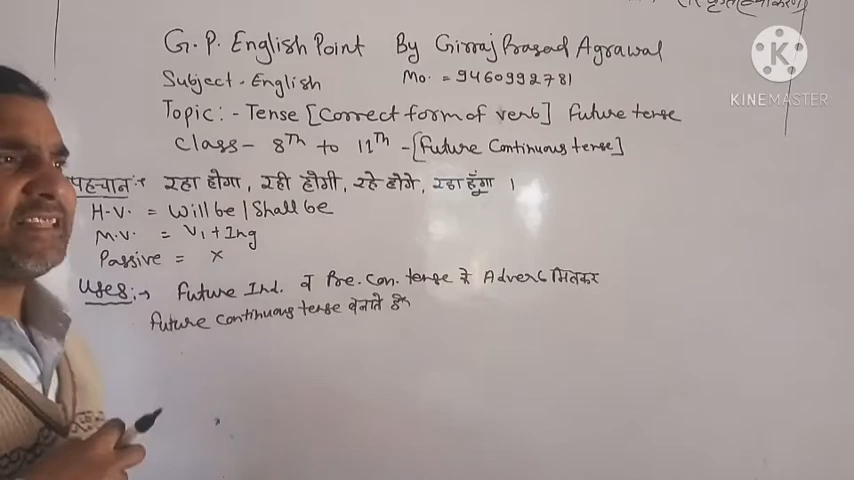 G. P. English Point By Girraj Prasad Agrawal
Subject - English Mo. = 9460992781
Topic :- Tense [Correct form of verb] Future tense
Class - 8Th to 11Th - [Future Continuous tense]
पहचान :- रहा होगा, रही होगी, रहे होगे, रहा हूँगा ।
H.V. = Will be / Shall be
M.V. = V1 + Ing
Passive = X
Uses :→ Future Ind. व Pre. Con. tense के Adverb मिलकर
Future Continuous tense बनाते है
KINEMASTER